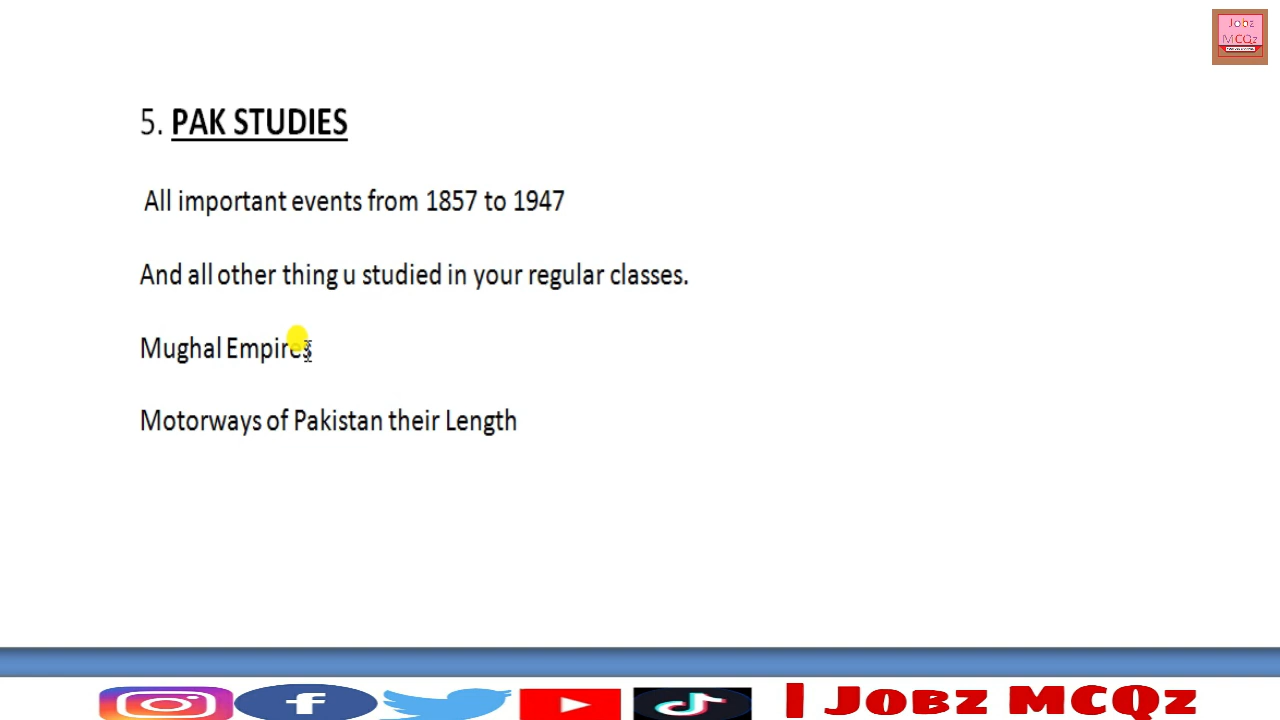 Jobz
MCQz
5. PAK STUDIES
All important events from 1857 to 1947
And all other thing u studied in your regular classes.
Mughal Empires
Motorways of Pakistan their Length
| Jobz MCQz